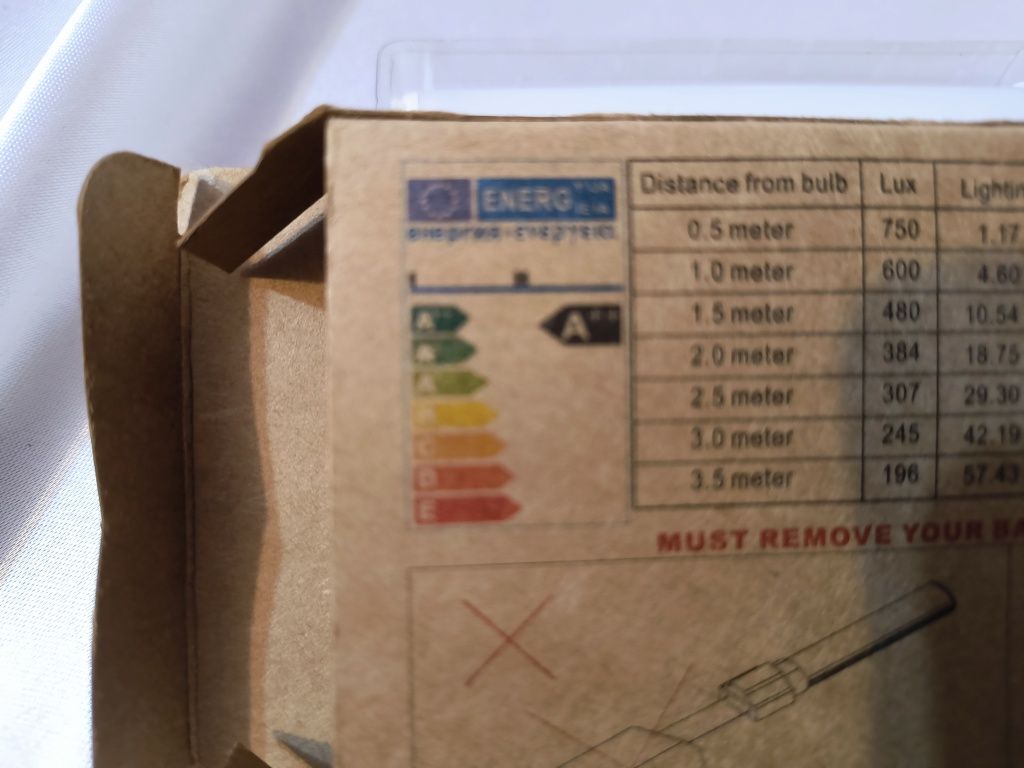 ENERG
A
A
A
B
C
D
E
A
Distance from bulb Lux
0.5 meter 750 1.17
1.0 meter 600 4.60
1.5 meter 480 10.54
2.0 meter 384 18.75
2.5 meter 307 29.30
3.0 meter 245 42.19
3.5 meter 196 57.43
MUST REMOVE YOUR